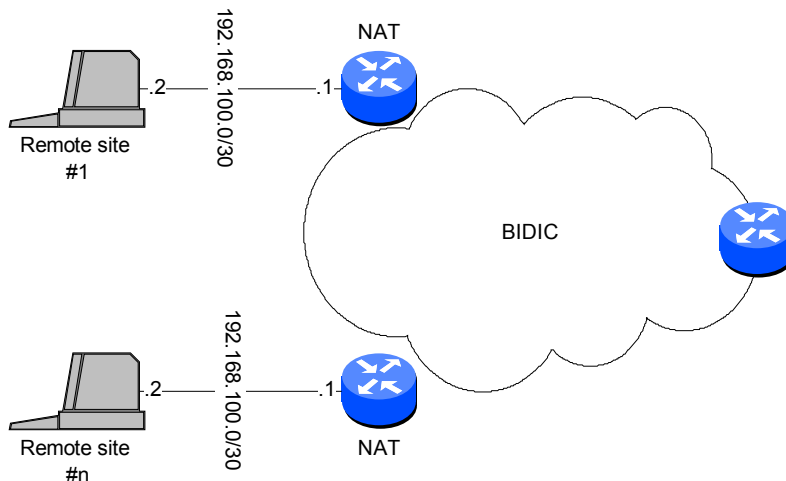 NAT
192.168.100.0/30
.2
.1
Remote site
#1
BIDIC
192.168.100.0/30
.2
.1
Remote site
#n
NAT